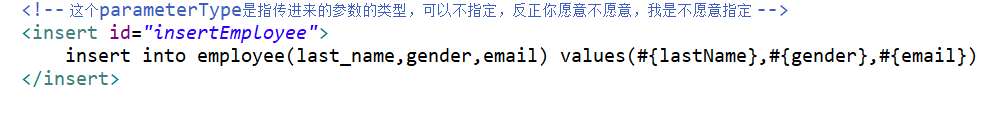 <!-- 这个parameterType是指传进来的参数的类型，可以不指定，反正你愿意不愿意，我是不愿意指定 -->
<insert id="insertEmployee">
insert into employee(last_name,gender,email) values(#{lastName},#{gender},#{email})
</insert>